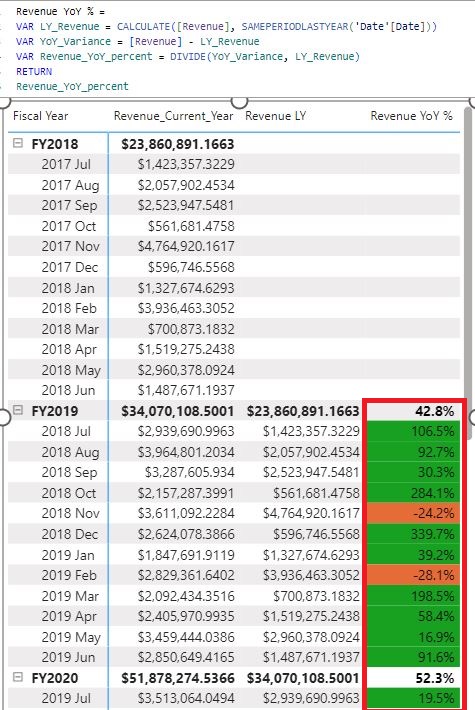 Revenue YoY % =
VAR LY_Revenue = CALCULATE([Revenue], SAMEPERIODLASTYEAR('Date'[Date]))
VAR YoY_Variance = [Revenue] - LY_Revenue
VAR Revenue_YoY_percent = DIVIDE(YoY_Variance, LY_Revenue)
RETURN
Revenue_YoY_percent
Fiscal Year Revenue_Current_Year Revenue LY Revenue YoY %
FY2018 $23,860,891.1663
2017 Jul $1,423,357.3229
2017 Aug $2,057,902.4534
2017 Sep $2,523,947.5481
2017 Oct $561,681.4758
2017 Nov $4,764,920.1617
2017 Dec $596,746.5568
2018 Jan $1,327,674.6293
2018 Feb $3,936,463.3052
2018 Mar $700,873.1832
2018 Apr $1,519,275.2438
2018 May $2,960,378.0924
2018 Jun $1,487,671.1937
FY2019 $34,070,108.5001 $23,860,891.1663 42.8%
2018 Jul $2,939,690.9963 $1,423,357.3229 106.5%
2018 Aug $3,964,801.2034 $2,057,902.4534 92.7%
2018 Sep $3,287,605.934 $2,523,947.5481 30.3%
2018 Oct $2,157,287.3991 $561,681.4758 284.1%
2018 Nov $3,611,092.2284 $4,764,920.1617 -24.2%
2018 Dec $2,624,078.3866 $596,746.5568 339.7%
2019 Jan $1,847,691.9119 $1,327,674.6293 39.2%
2019 Feb $2,829,361.6402 $3,936,463.3052 -28.1%
2019 Mar $2,092,434.3516 $700,873.1832 198.5%
2019 Apr $2,405,970.9935 $1,519,275.2438 58.4%
2019 May $3,459,444.0386 $2,960,378.0924 16.9%
2019 Jun $2,850,649.4165 $1,487,671.1937 91.6%
FY2020 $51,878,274.5366 $34,070,108.5001 52.3%
2019 Jul $3,513,064.0494 $2,939,690.9963 19.5%